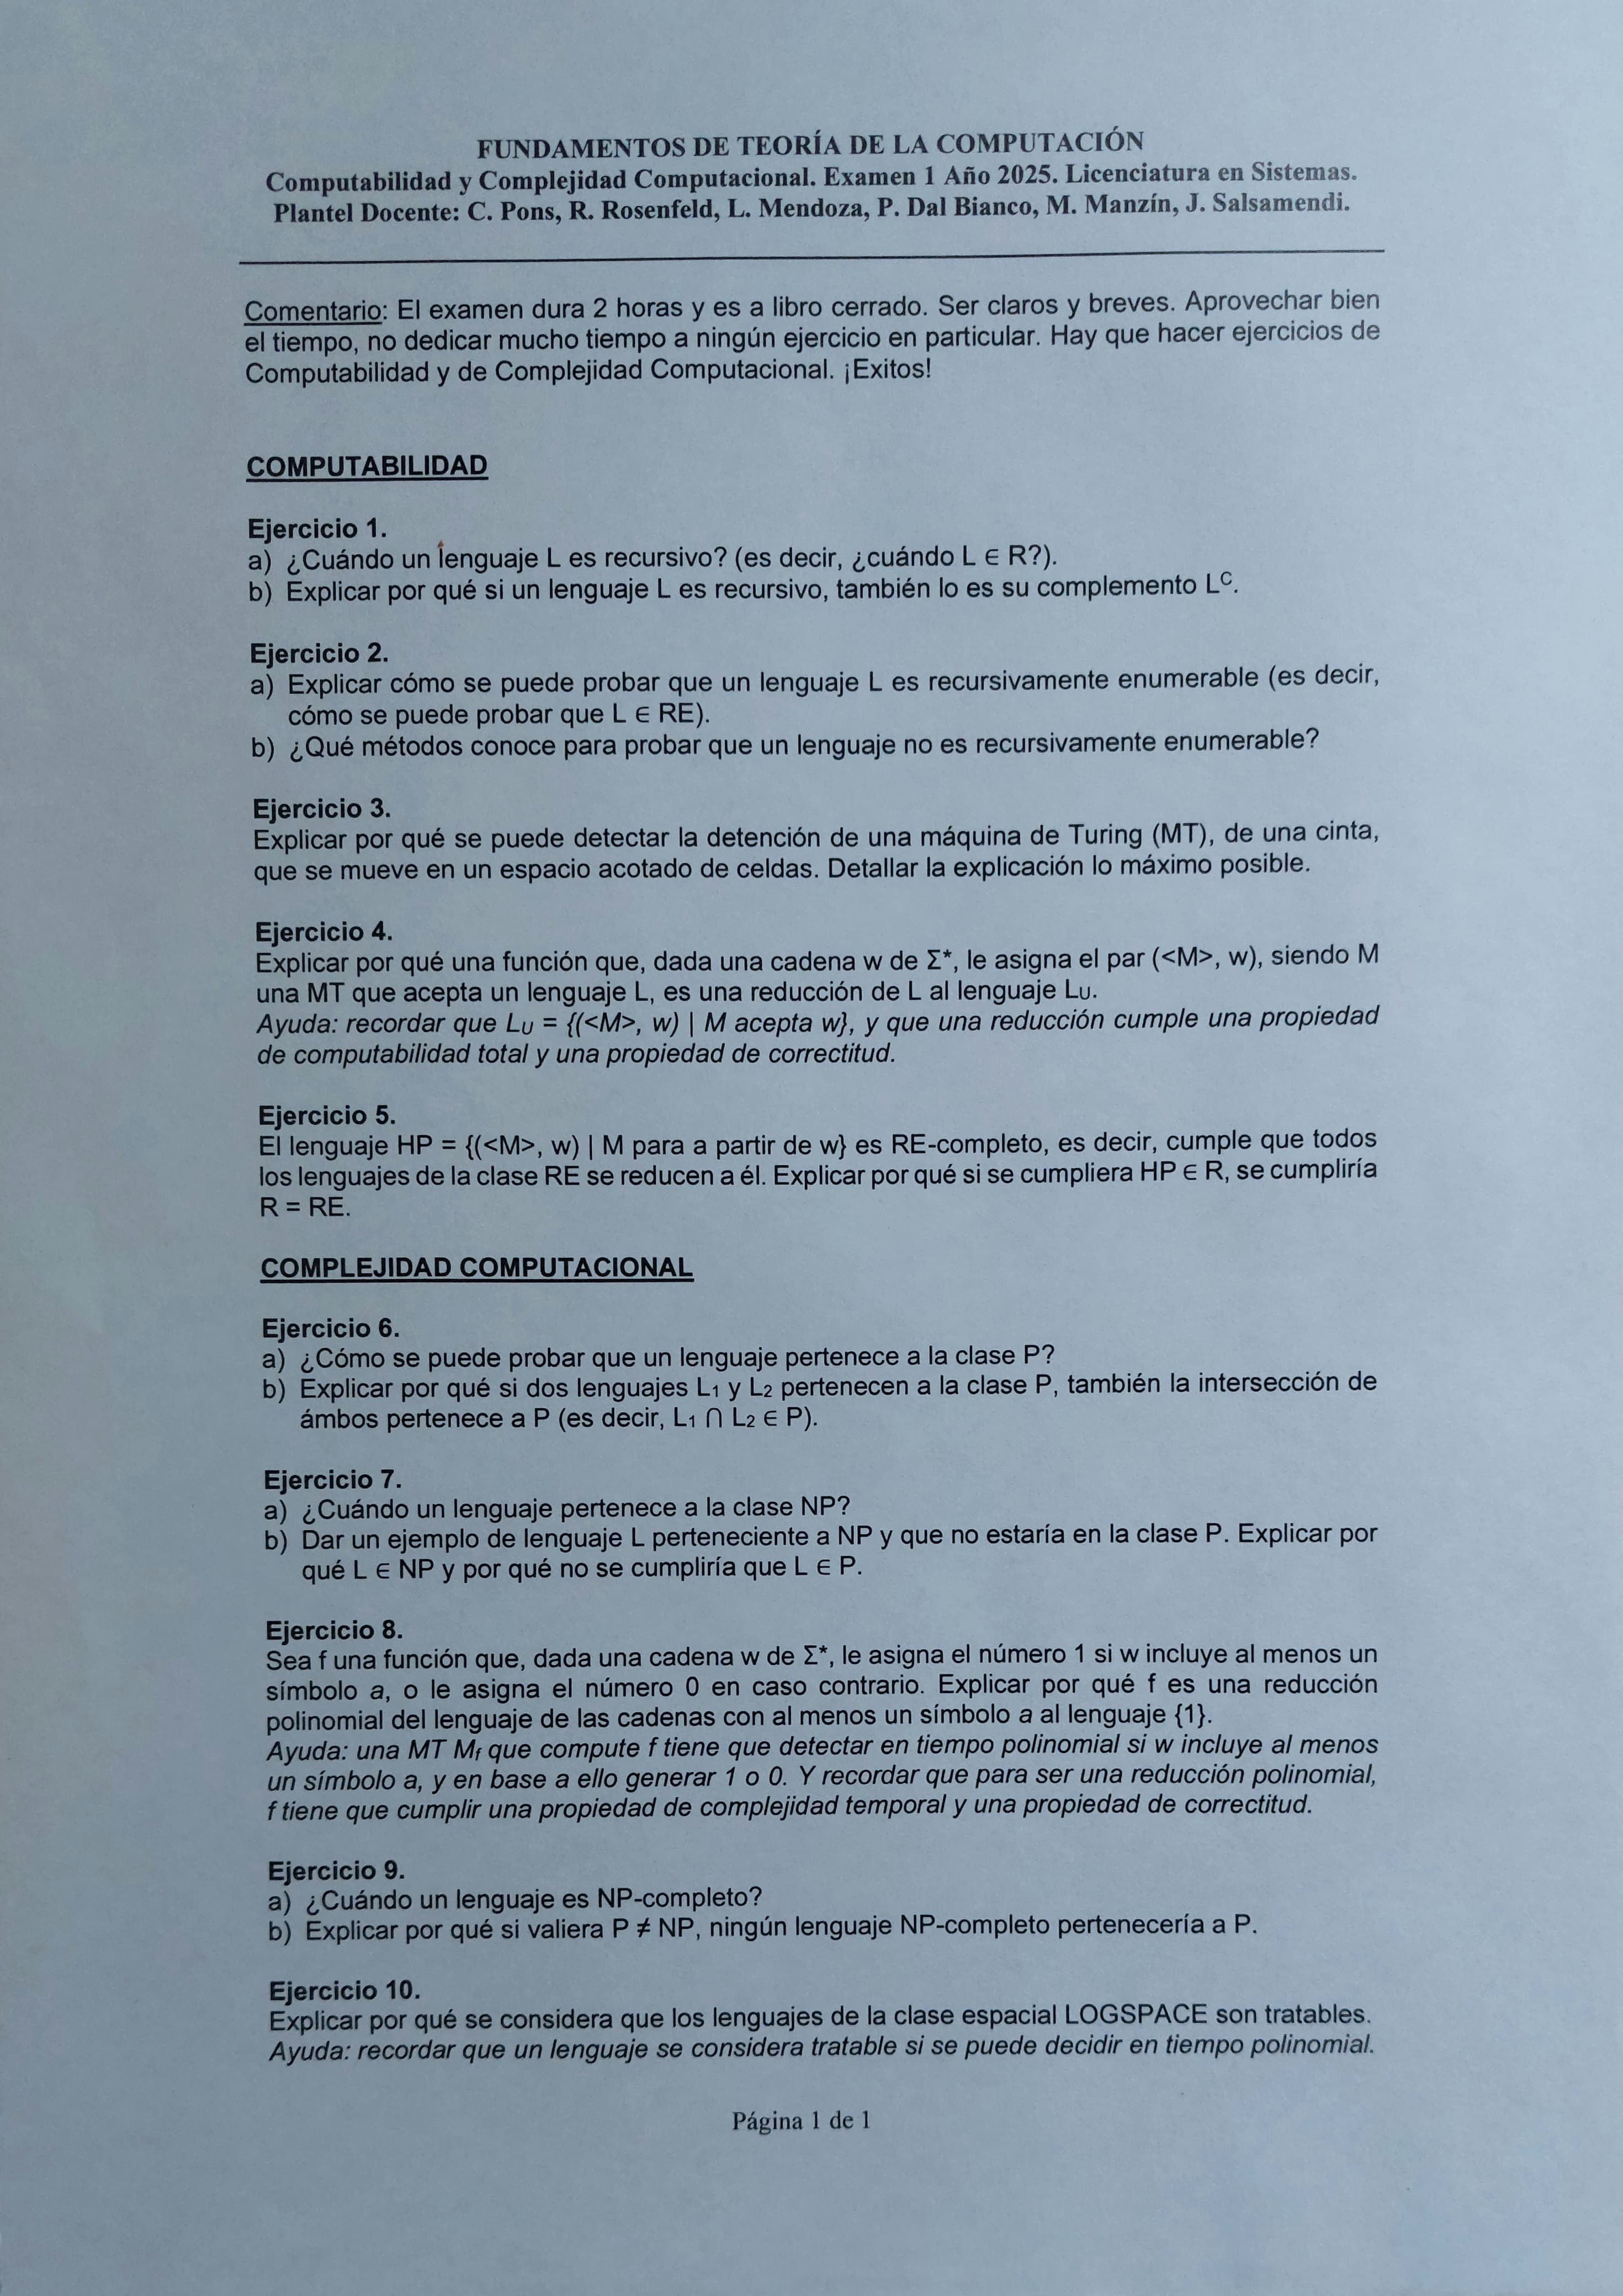 FUNDAMENTOS DE TEORÍA DE LA COMPUTACIÓN
Computabilidad y Complejidad Computacional. Examen 1 Año 2025. Licenciatura en Sistemas.
Plantel Docente: C. Pons, R. Rosenfeld, L. Mendoza, P. Dal Bianco, M. Manzín, J. Salsamendi.
Comentario: El examen dura 2 horas y es a libro cerrado. Ser claros y breves. Aprovechar bien
el tiempo, no dedicar mucho tiempo a ningún ejercicio en particular. Hay que hacer ejercicios de
Computabilidad y de Complejidad Computacional. ¡Exitos!
COMPUTABILIDAD
Ejercicio 1.
a) ¿Cuándo un lenguaje L es recursivo? (es decir, ¿cuándo L ∈ R?).
b) Explicar por qué si un lenguaje L es recursivo, también lo es su complemento Lᶜ.
Ejercicio 2.
a) Explicar cómo se puede probar que un lenguaje L es recursivamente enumerable (es decir,
cómo se puede probar que L ∈ RE).
b) ¿Qué métodos conoce para probar que un lenguaje no es recursivamente enumerable?
Ejercicio 3.
Explicar por qué se puede detectar la detención de una máquina de Turing (MT), de una cinta,
que se mueve en un espacio acotado de celdas. Detallar la explicación lo máximo posible.
Ejercicio 4.
Explicar por qué una función que, dada una cadena w de Σ*, le asigna el par (<M>, w), siendo M
una MT que acepta un lenguaje L, es una reducción de L al lenguaje LU.
Ayuda: recordar que LU = {(<M>, w) | M acepta w}, y que una reducción cumple una propiedad
de computabilidad total y una propiedad de correctitud.
Ejercicio 5.
El lenguaje HP = {(<M>, w) | M para a partir de w} es RE-completo, es decir, cumple que todos
los lenguajes de la clase RE se reducen a él. Explicar por qué si se cumpliera HP ∈ R, se cumpliría
R = RE.
COMPLEJIDAD COMPUTACIONAL
Ejercicio 6.
a) ¿Cómo se puede probar que un lenguaje pertenece a la clase P?
b) Explicar por qué si dos lenguajes L₁ y L₂ pertenecen a la clase P, también la intersección de
ámbos pertenece a P (es decir, L₁ ∩ L₂ ∈ P).
Ejercicio 7.
a) ¿Cuándo un lenguaje pertenece a la clase NP?
b) Dar un ejemplo de lenguaje L perteneciente a NP y que no estaría en la clase P. Explicar por
qué L ∈ NP y por qué no se cumpliría que L ∈ P.
Ejercicio 8.
Sea f una función que, dada una cadena w de Σ*, le asigna el número 1 si w incluye al menos un
símbolo a, o le asigna el número 0 en caso contrario. Explicar por qué f es una reducción
polinomial del lenguaje de las cadenas con al menos un símbolo a al lenguaje {1}.
Ayuda: una MT Mf que compute f tiene que detectar en tiempo polinomial si w incluye al menos
un símbolo a, y en base a ello generar 1 o 0. Y recordar que para ser una reducción polinomial,
f tiene que cumplir una propiedad de complejidad temporal y una propiedad de correctitud.
Ejercicio 9.
a) ¿Cuándo un lenguaje es NP-completo?
b) Explicar por qué si valiera P ≠ NP, ningún lenguaje NP-completo pertenecería a P.
Ejercicio 10.
Explicar por qué se considera que los lenguajes de la clase espacial LOGSPACE son tratables.
Ayuda: recordar que un lenguaje se considera tratable si se puede decidir en tiempo polinomial.
Página 1 de 1